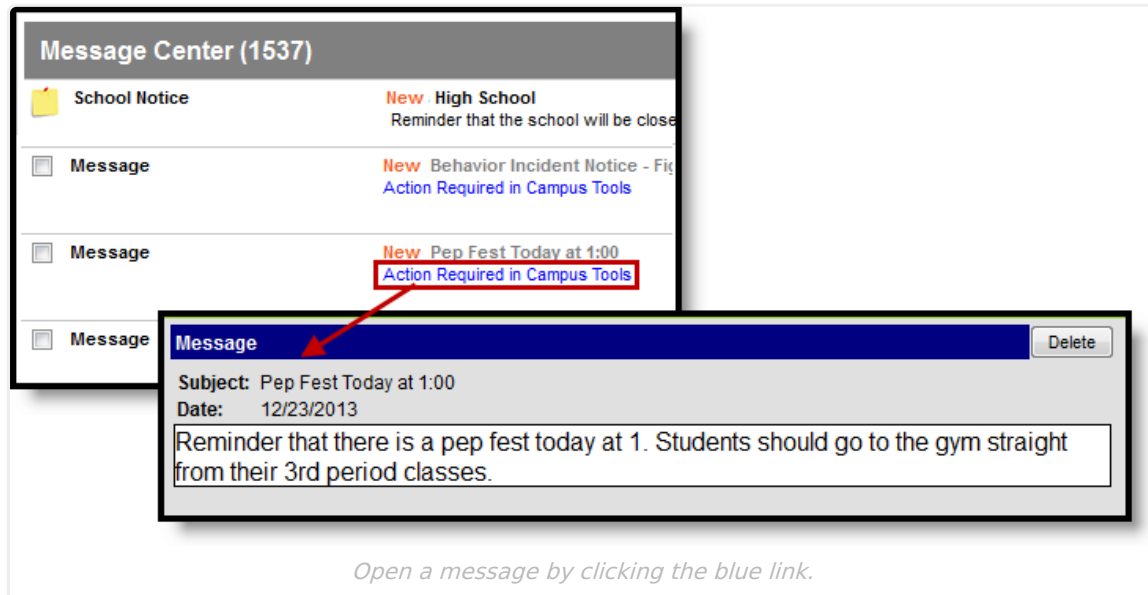 Message Center (1537)
School Notice New High School
Reminder that the school will be close
Message New Behavior Incident Notice -
Action Required in Campus Tools
Message New Pep Fest Today at 1:00
Action Required in Campus Tools
Message
Message Delete
Subject: Pep Fest Today at 1:00
Date: 12/23/2013
Reminder that there is a pep fest today at 1. Students should go to the gym straight
from their 3rd period classes.
Open a message by clicking the blue link.